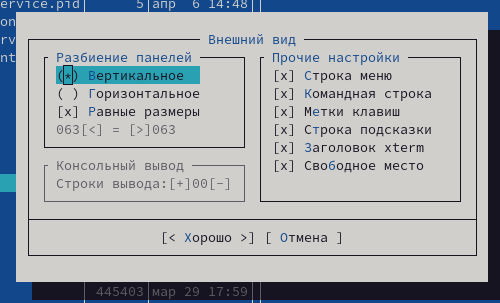 ervice.pid 5 апр 6 14:48
on
rv
nt
Внешний вид
Разбиение панелей
(*) Вертикальное
( ) Горизонтальное
[x] Равные размеры
063[<] = [>]063
Консольный вывод
Строки вывода:[+]00[-]
Прочие настройки
[x] Строка меню
[x] Командная строка
[x] Метки клавиш
[x] Строка подсказки
[x] Заголовок xterm
[x] Свободное место
[< Хорошо >] [ Отмена ]
445403 мар 29 17:59